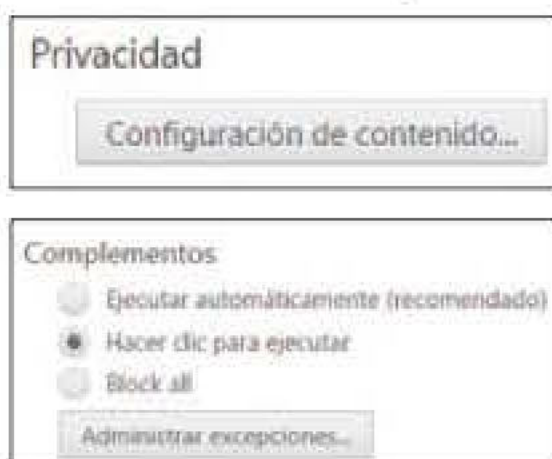 Privacidad
Configuración de contenido...
Complementos
Ejecutar automáticamente (recomendado)
Hacer clic para ejecutar
Block all
Administrar excepciones...